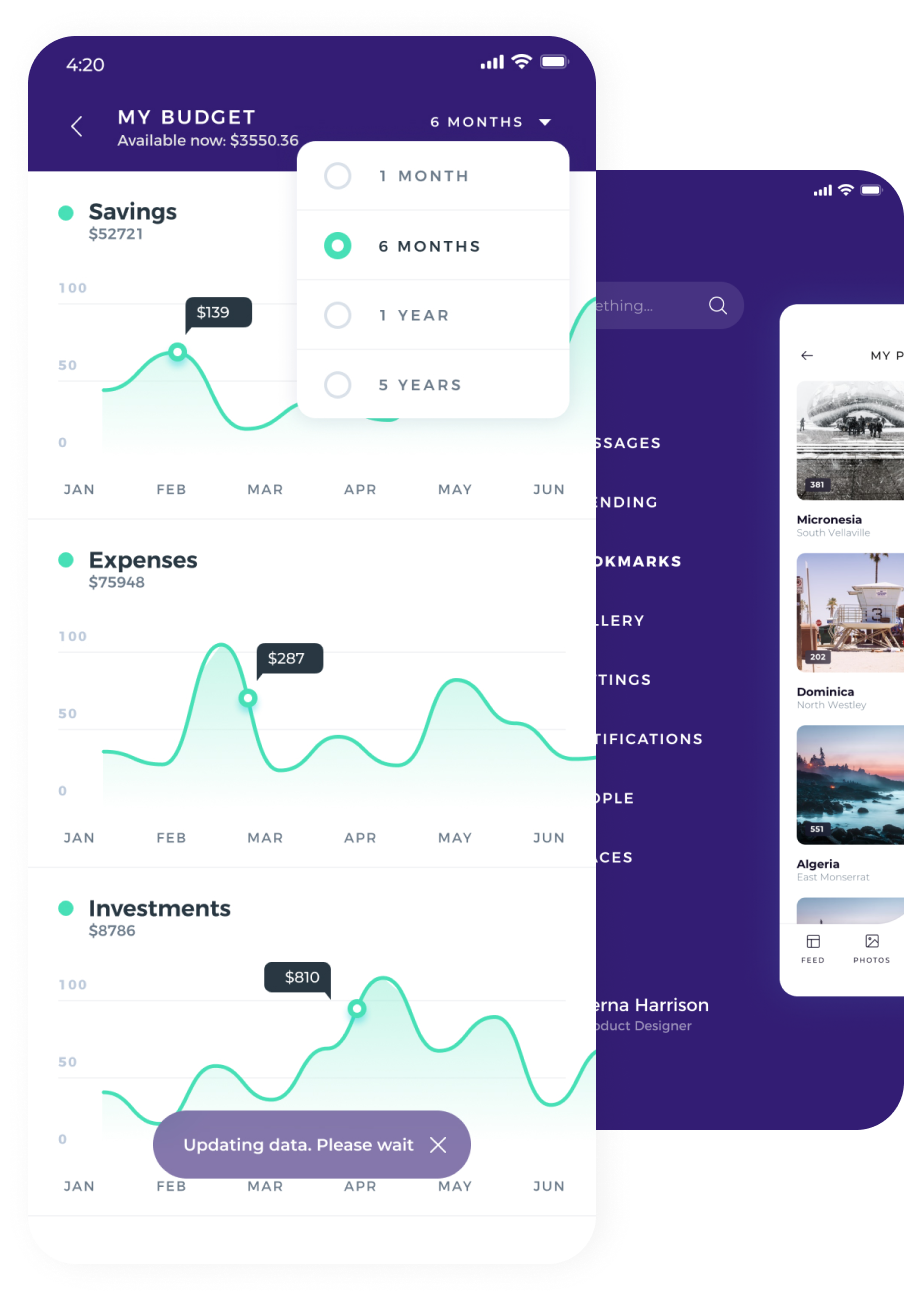 4:20
MY BUDGET
Available now: $3550.36
6 MONTHS
1 MONTH
6 MONTHS
1 YEAR
5 YEARS
Savings
$52721
100
$139
50
0
JAN FEB MAR APR MAY JUN
Expenses
$75948
100
$287
50
0
JAN FEB MAR APR MAY JUN
Investments
$8786
100
$810
50
0
Updating data. Please wait
JAN FEB MAR APR MAY JUN
ething...
SSAGES
ENDING
OKMARKS
LLERY
TTINGS
TIFICATIONS
OPLE
ACES
erna Harrison
oduct Designer
MY P
381
Micronesia
South Vellaville
3
202
Dominica
North Westley
551
Algeria
East Monserrat
FEED PHOTOS